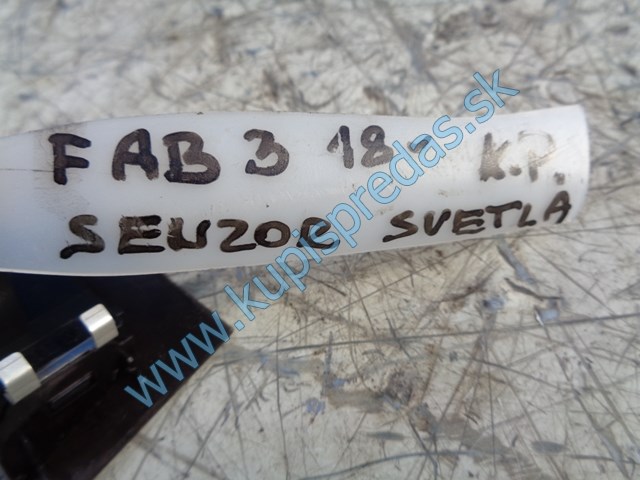 FAB 3 18- K.P.
SENZOR SVETLA
www.kupispredas.sk